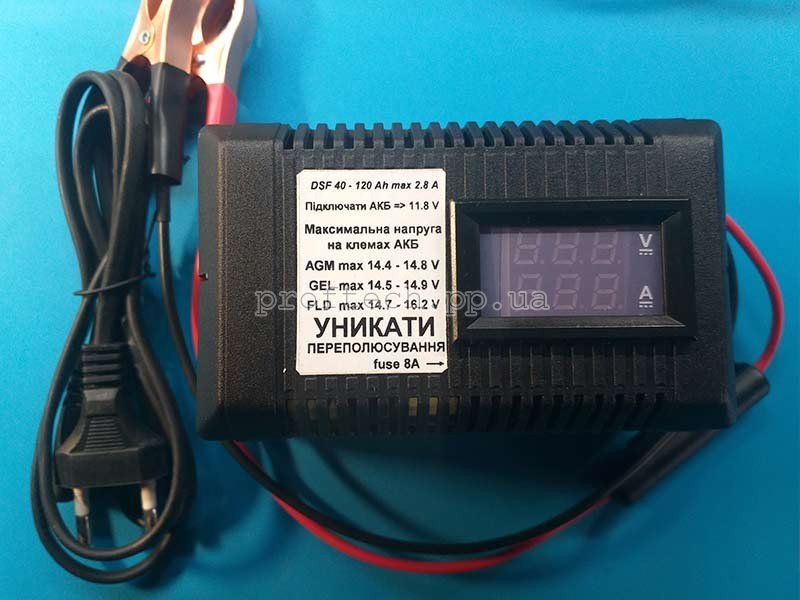 DSF 40 - 120 Ah max 2.8 A
Підключати АКБ => 11.8 V
Максимальна напруга
на клемах АКБ
AGM max 14.4 - 14.8 V
GEL max 14.5 - 14.9 V
FLD max 14.7 - 16.2 V
УНИКАТИ
ПЕРЕПОЛЮСУВАННЯ
fuse 8A →
V
A
proftech.pp.ua